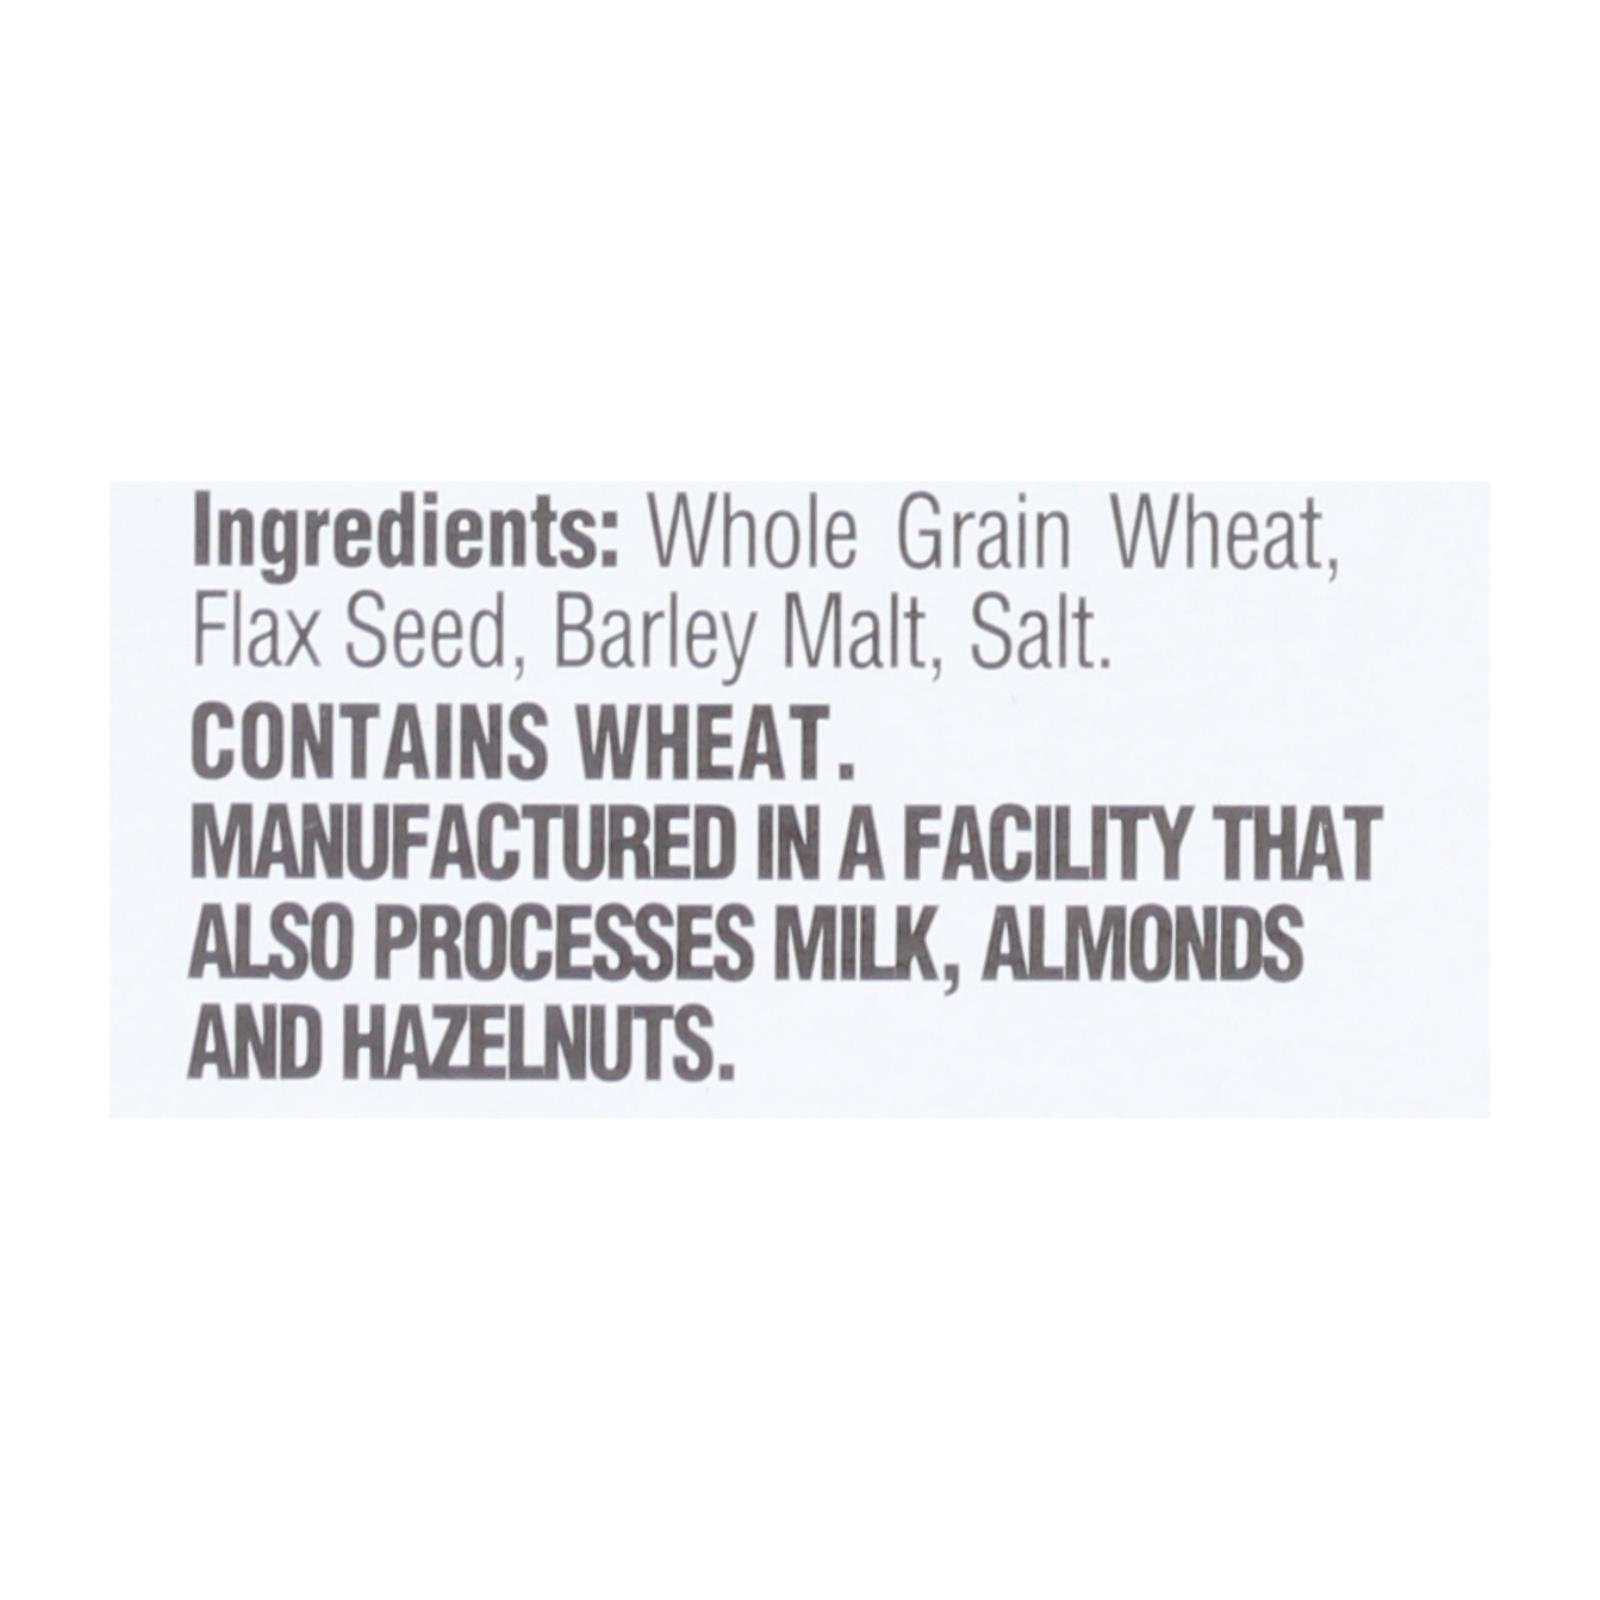 Ingredients: Whole Grain Wheat,
Flax Seed, Barley Malt, Salt.
CONTAINS WHEAT.
MANUFACTURED IN A FACILITY THAT
ALSO PROCESSES MILK, ALMONDS
AND HAZELNUTS.